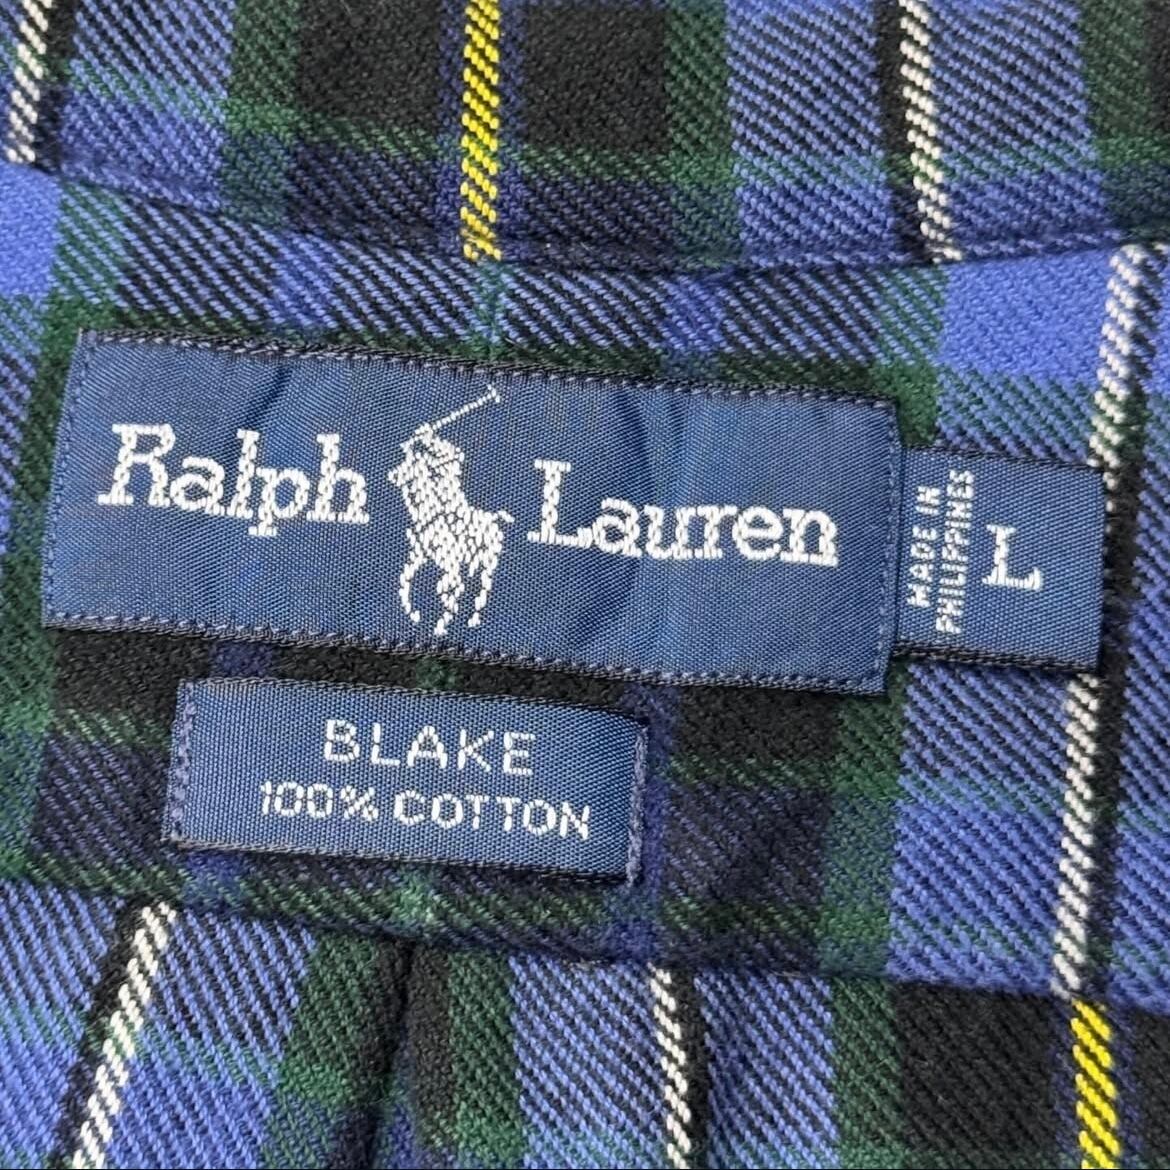 Ralph Lauren
MADE IN
PHILIPPINES
L
BLAKE
100% COTTON